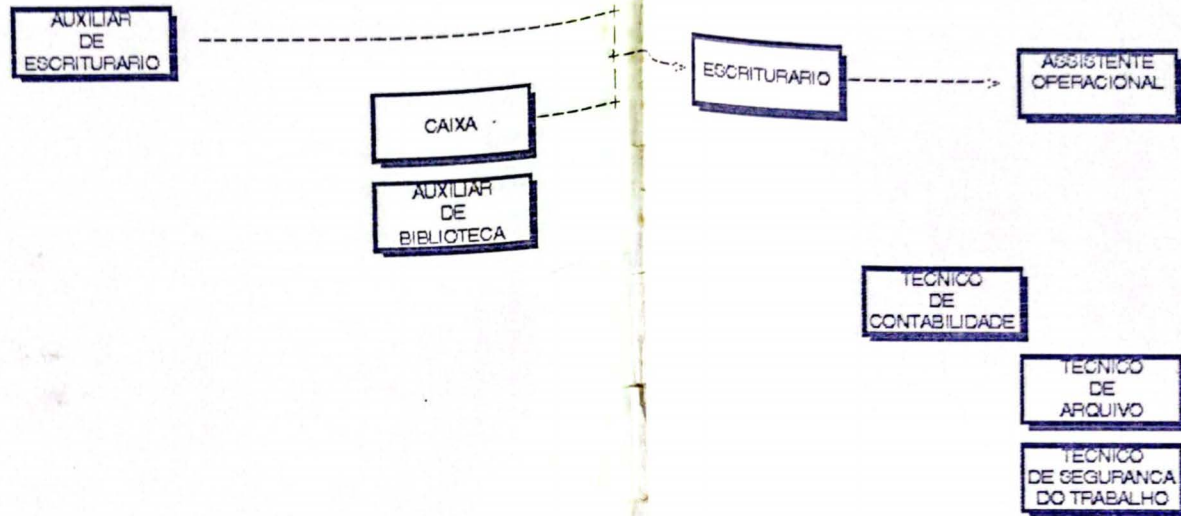 AUXILIAR
DE
ESCRITURARIO
CAIXA
AUXILIAR
DE
BIBLIOTECA
ESCRITURARIO
ASSISTENTE
OPERACIONAL
TECNICO
DE
CONTABILIDADE
TECNICO
DE
ARQUIVO
TECNICO
DE SEGURANCA
DO TRABALHO